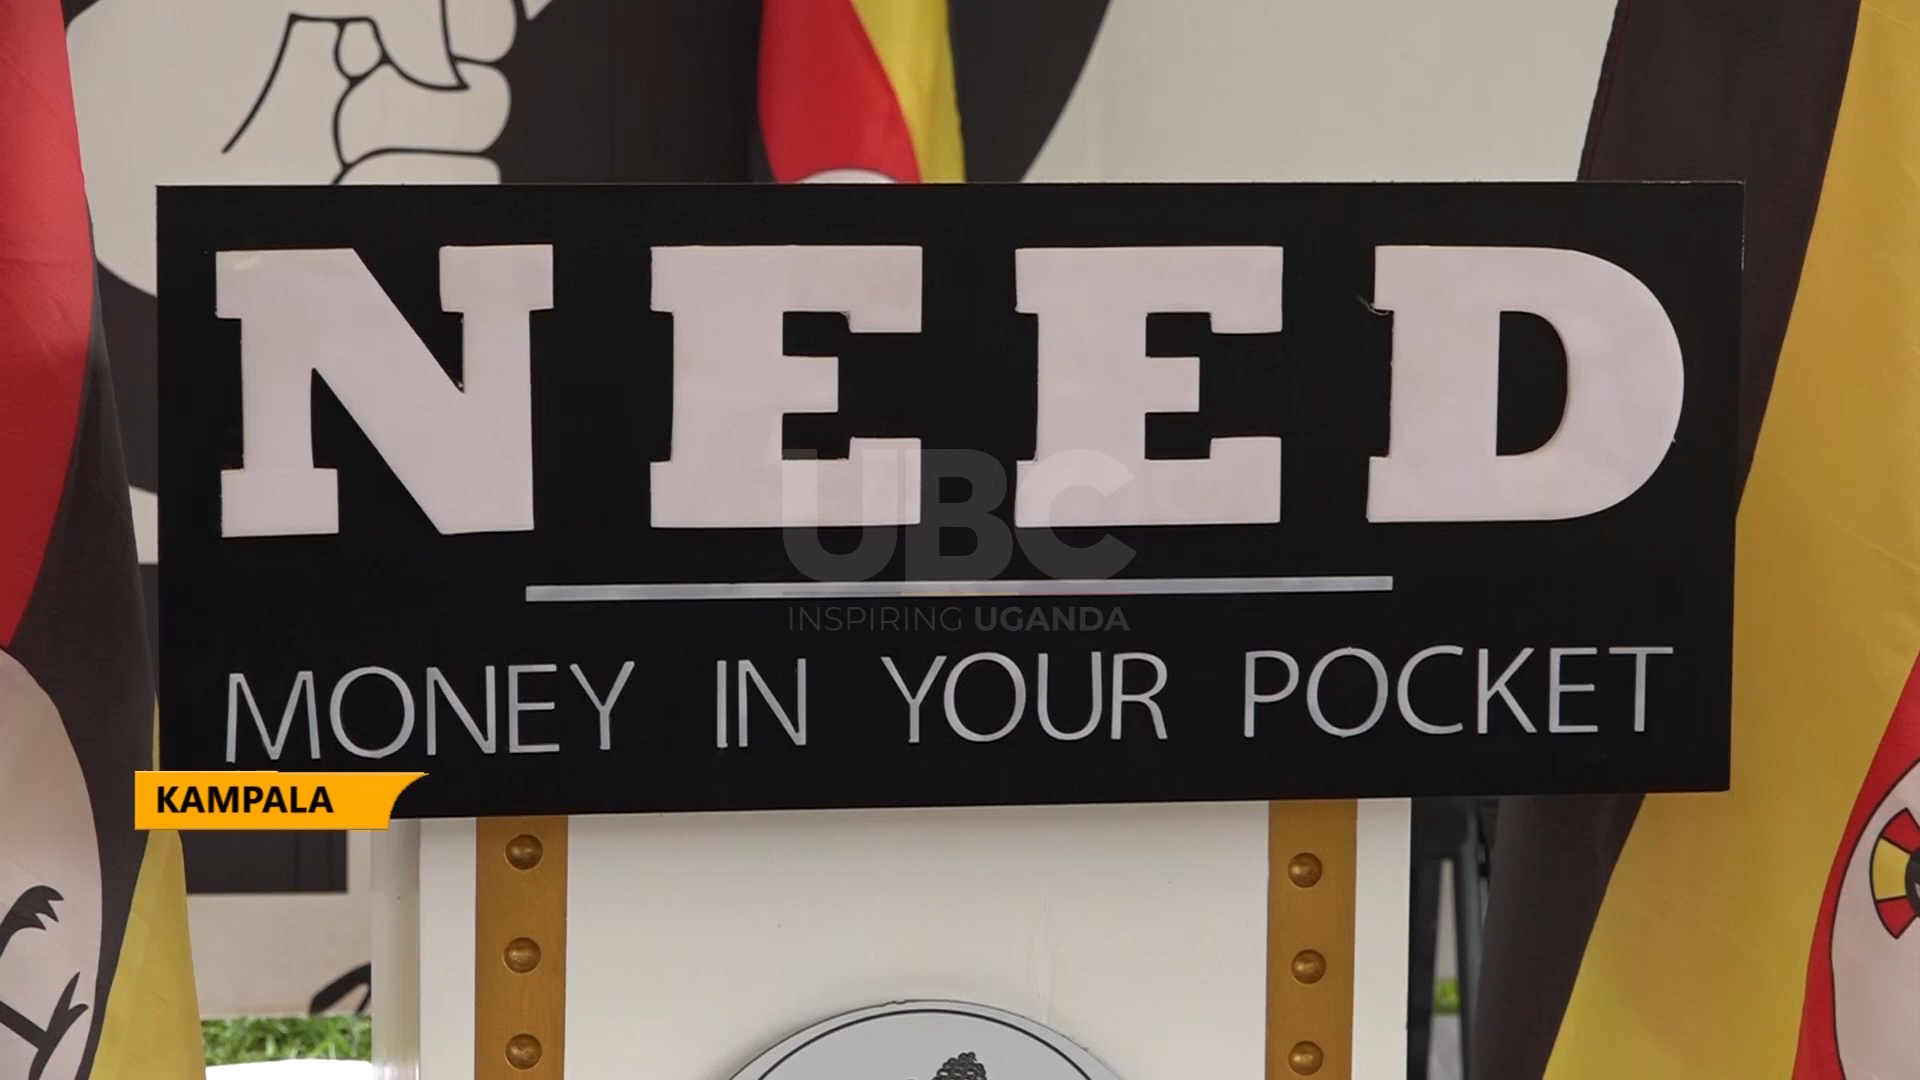 NEED
UBC
INSPIRING UGANDA
MONEY IN YOUR POCKET
KAMPALA